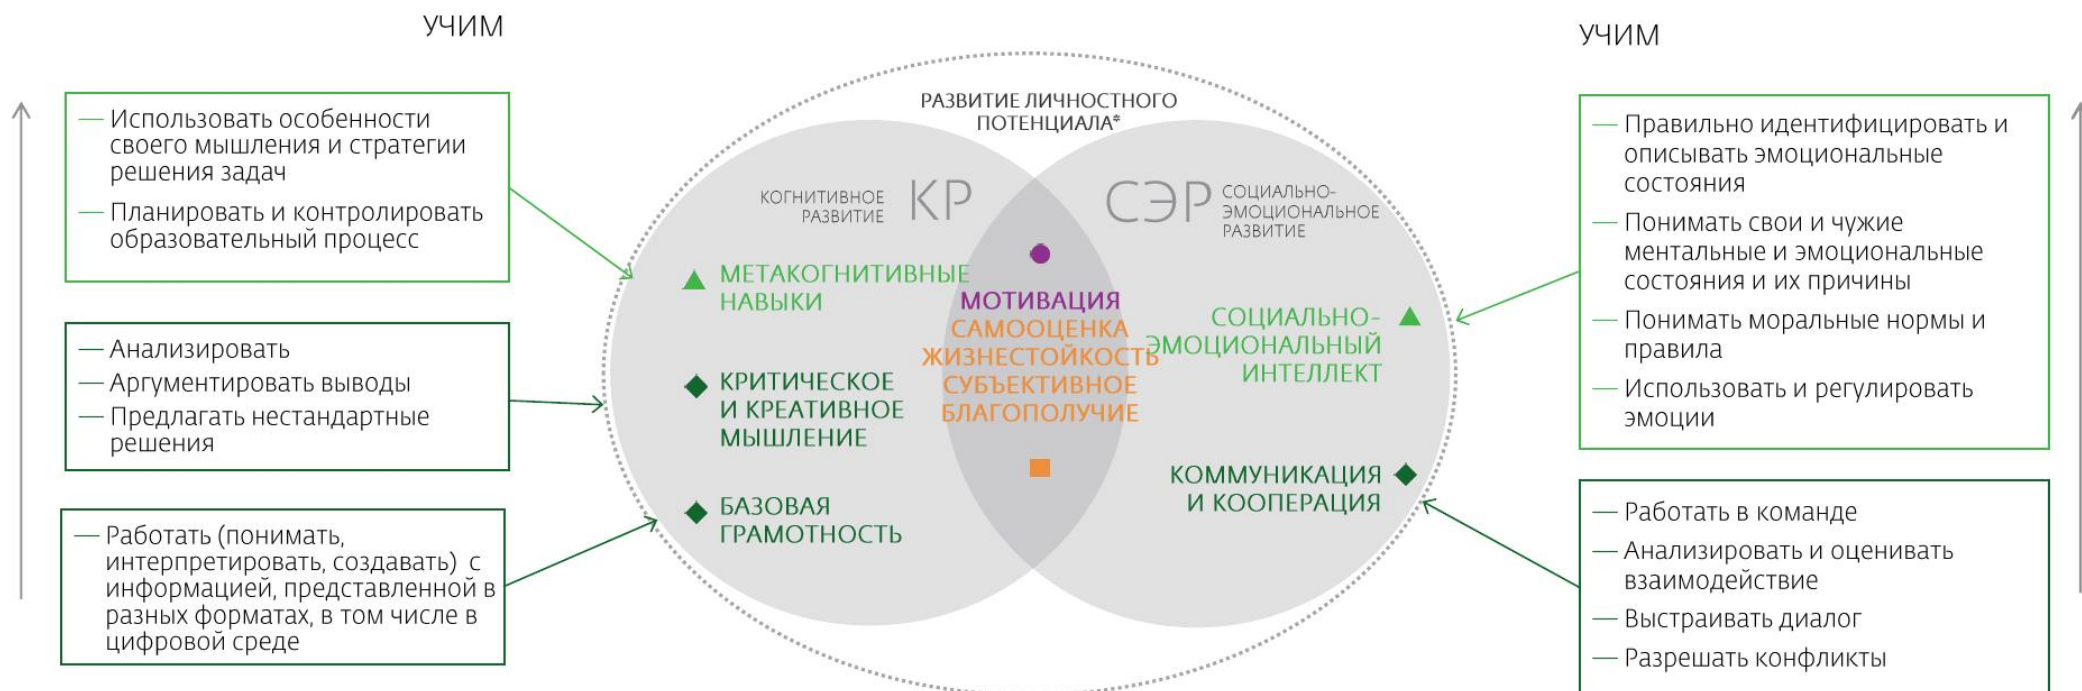 УЧИМ
— Использовать особенности
своего мышления и стратегии
решения задач
— Планировать и контролировать
образовательный процесс
— Анализировать
— Аргументировать выводы
— Предлагать нестандартные
решения
— Работать (понимать,
интерпретировать, создавать) с
информацией, представленной в
разных форматах, в том числе в
цифровой среде
РАЗВИТИЕ ЛИЧНОСТНОГО
ПОТЕНЦИАЛА*
КОГНИТИВНОЕ
РАЗВИТИЕ
КР
МЕТАКОГНИТИВНЫЕ
НАВЫКИ
КРИТИЧЕСКОЕ
И КРЕАТИВНОЕ
МЫШЛЕНИЕ
БАЗОВАЯ
ГРАМОТНОСТЬ
МОТИВАЦИЯ
САМООЦЕНКА
ЖИЗНЕСТОЙКОСТЬ
СУБЪЕКТИВНОЕ
БЛАГОПОЛУЧИЕ
СЭР
СОЦИАЛЬНО-
ЭМОЦИОНАЛЬНОЕ
РАЗВИТИЕ
СОЦИАЛЬНО-
ЭМОЦИОНАЛЬНЫЙ
ИНТЕЛЛЕКТ
КОММУНИКАЦИЯ
И КООПЕРАЦИЯ
УЧИМ
— Правильно идентифицировать и
описывать эмоциональные
состояния
— Понимать свои и чужие
ментальные и эмоциональные
состояния и их причины
— Понимать моральные нормы и
правила
— Использовать и регулировать
эмоции
— Работать в команде
— Анализировать и оценивать
взаимодействие
— Выстраивать диалог
— Разрешать конфликты